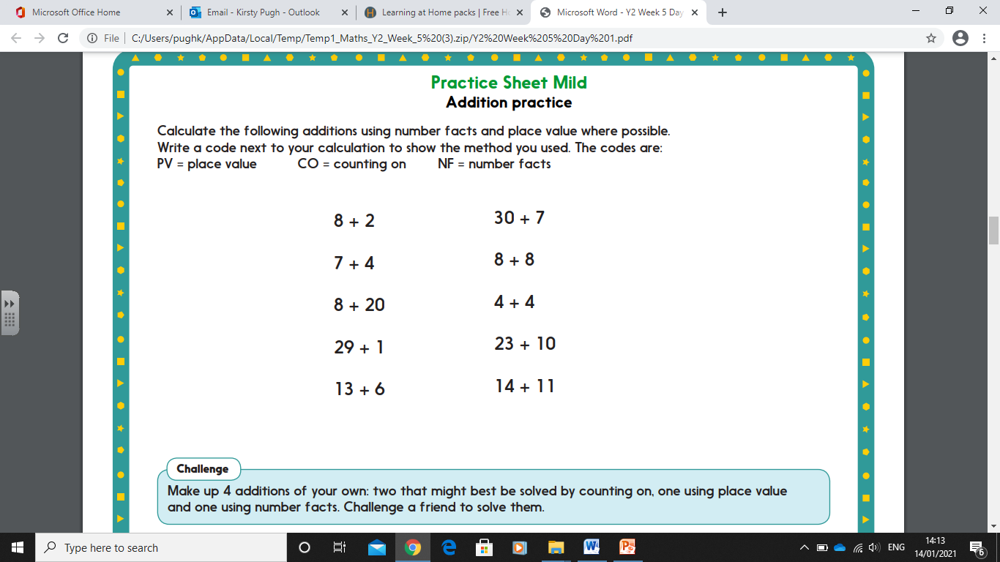 Microsoft Office Home
Email - Kirsty Pugh - Outlook
Learning at Home packs | Free H
Microsoft Word - Y2 Week 5 Day
File
C:/Users/pughk/AppData/Local/Temp/Temp1_Maths_Y2_Week_5%20(3).zip/Y2%20Week%205%20Day%201.pdf
Practice Sheet Mild
Addition practice
Calculate the following additions using number facts and place value where possible.
Write a code next to your calculation to show the method you used. The codes are:
PV = place value CO = counting on NF = number facts
8 + 2 30 + 7
7 + 4 8 + 8
8 + 20 4 + 4
29 + 1 23 + 10
13 + 6 14 + 11
Challenge
Make up 4 additions of your own: two that might best be solved by counting on, one using place value
and one using number facts. Challenge a friend to solve them.
Type here to search
ENG
14:13
14/01/2021
6